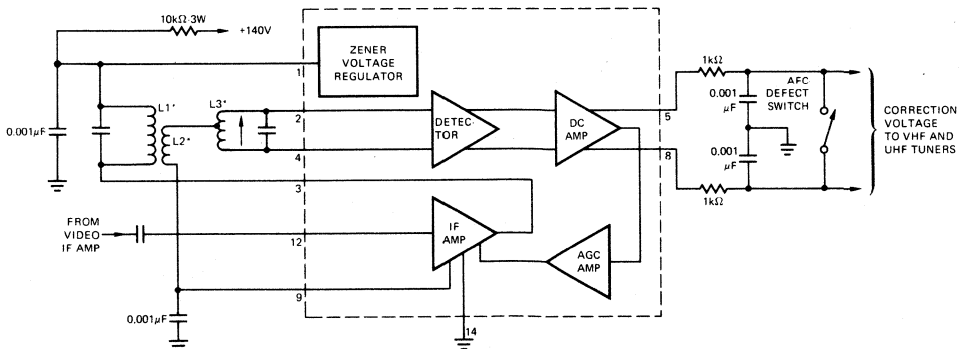 10kΩ·3W
+140V
ZENER
VOLTAGE
REGULATOR
1
L1*
L2*
L3*
0.001µF
2
4
3
DETEC-
TOR
DC
AMP
5
8
1kΩ
0.001
µF
0.001
µF
1kΩ
AFC
DEFECT
SWITCH
CORRECTION
VOLTAGE
TO VHF AND
UHF TUNERS
FROM
VIDEO
IF AMP
12
IF
AMP
AGC
AMP
9
0.001µF
14